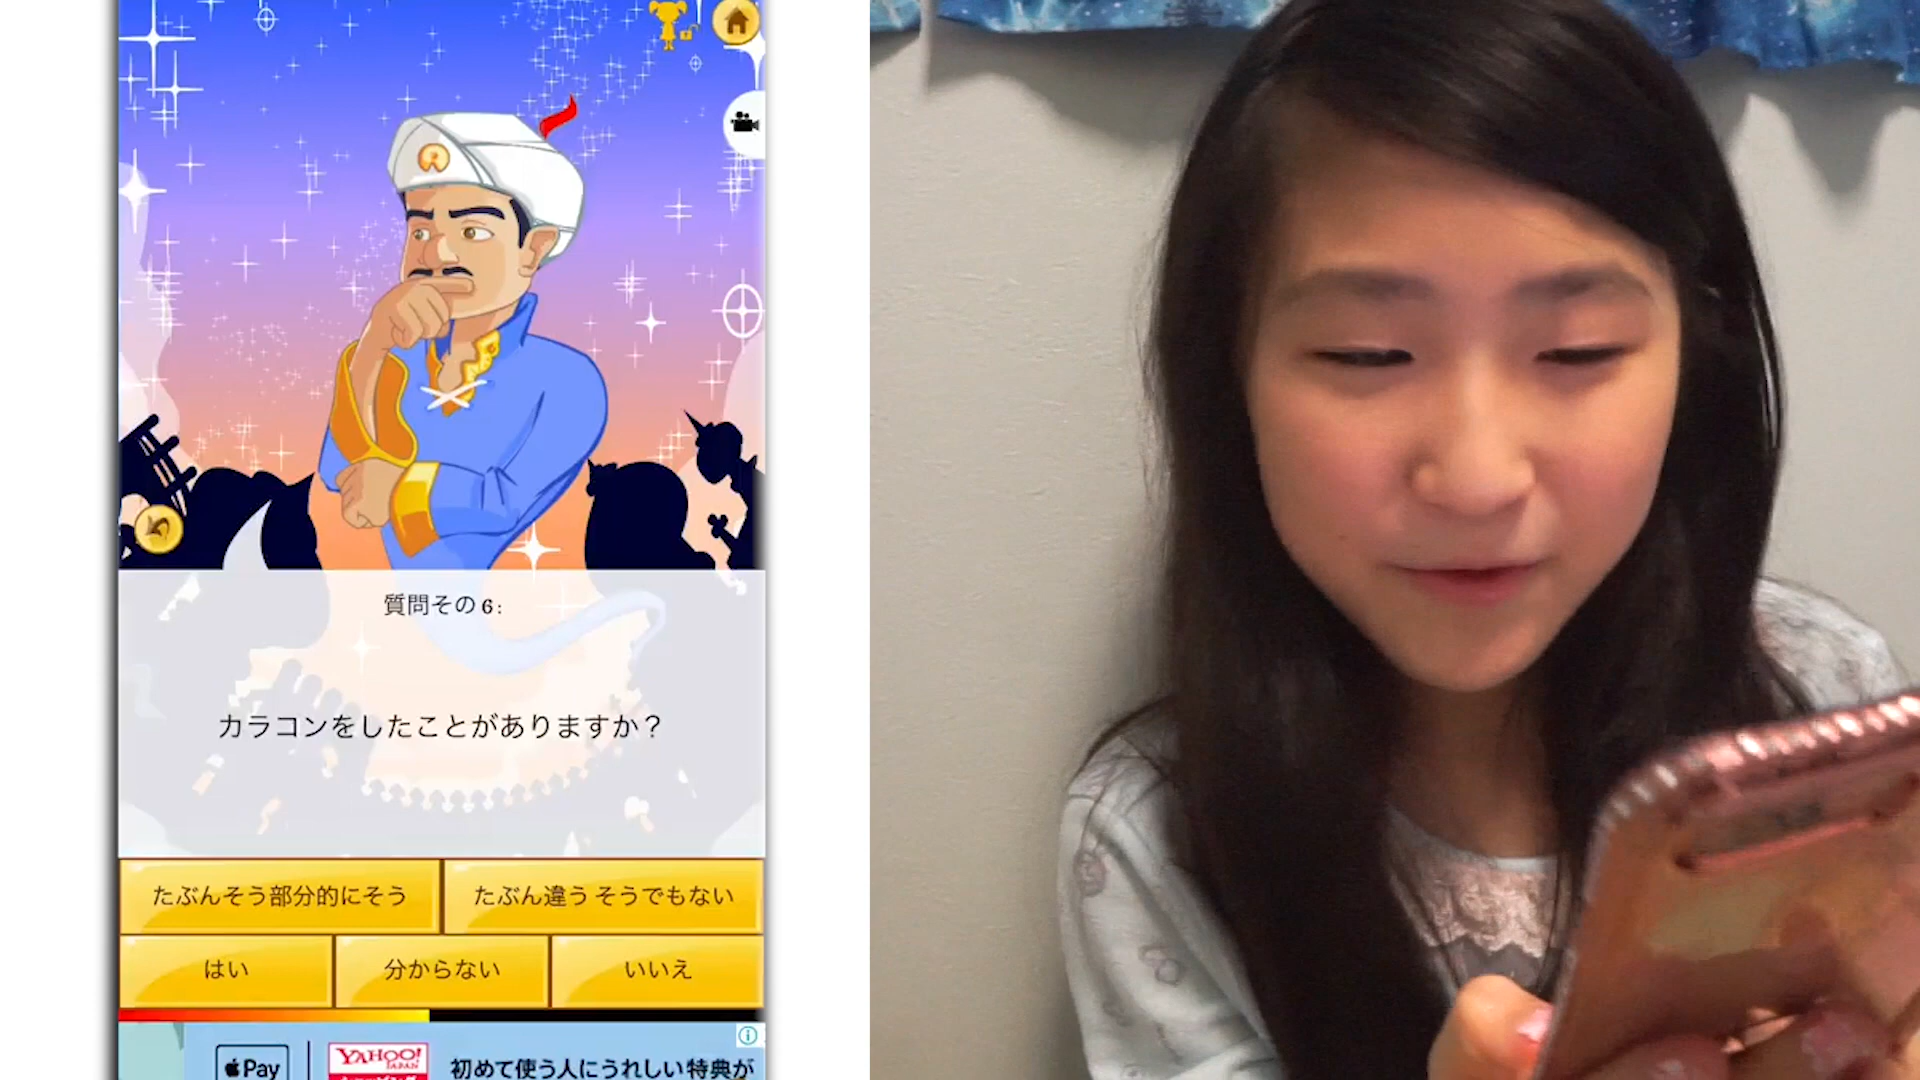 質問その6:
カラコンをしたことがありますか？
たぶんそう部分的にそう
たぶん違う そうでもない
はい
分からない
いいえ
Pay
YAHOO!
JAPAN
初めて使う人にうれしい特典が